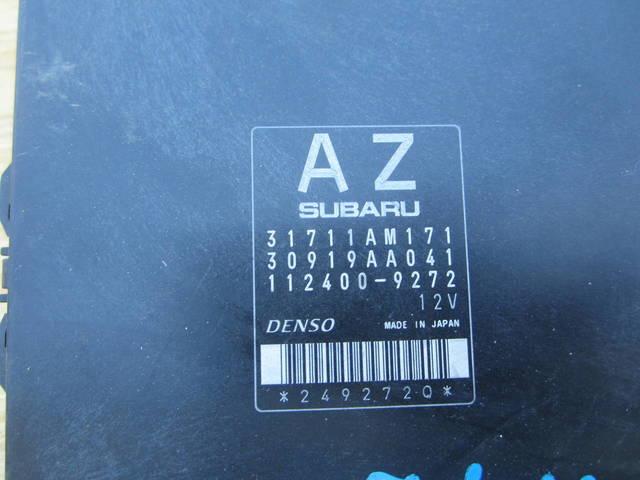 AZ
SUBARU
31711AM171
30919AA041
112400-9272
12V
DENSO MADE IN JAPAN
*249272Q*